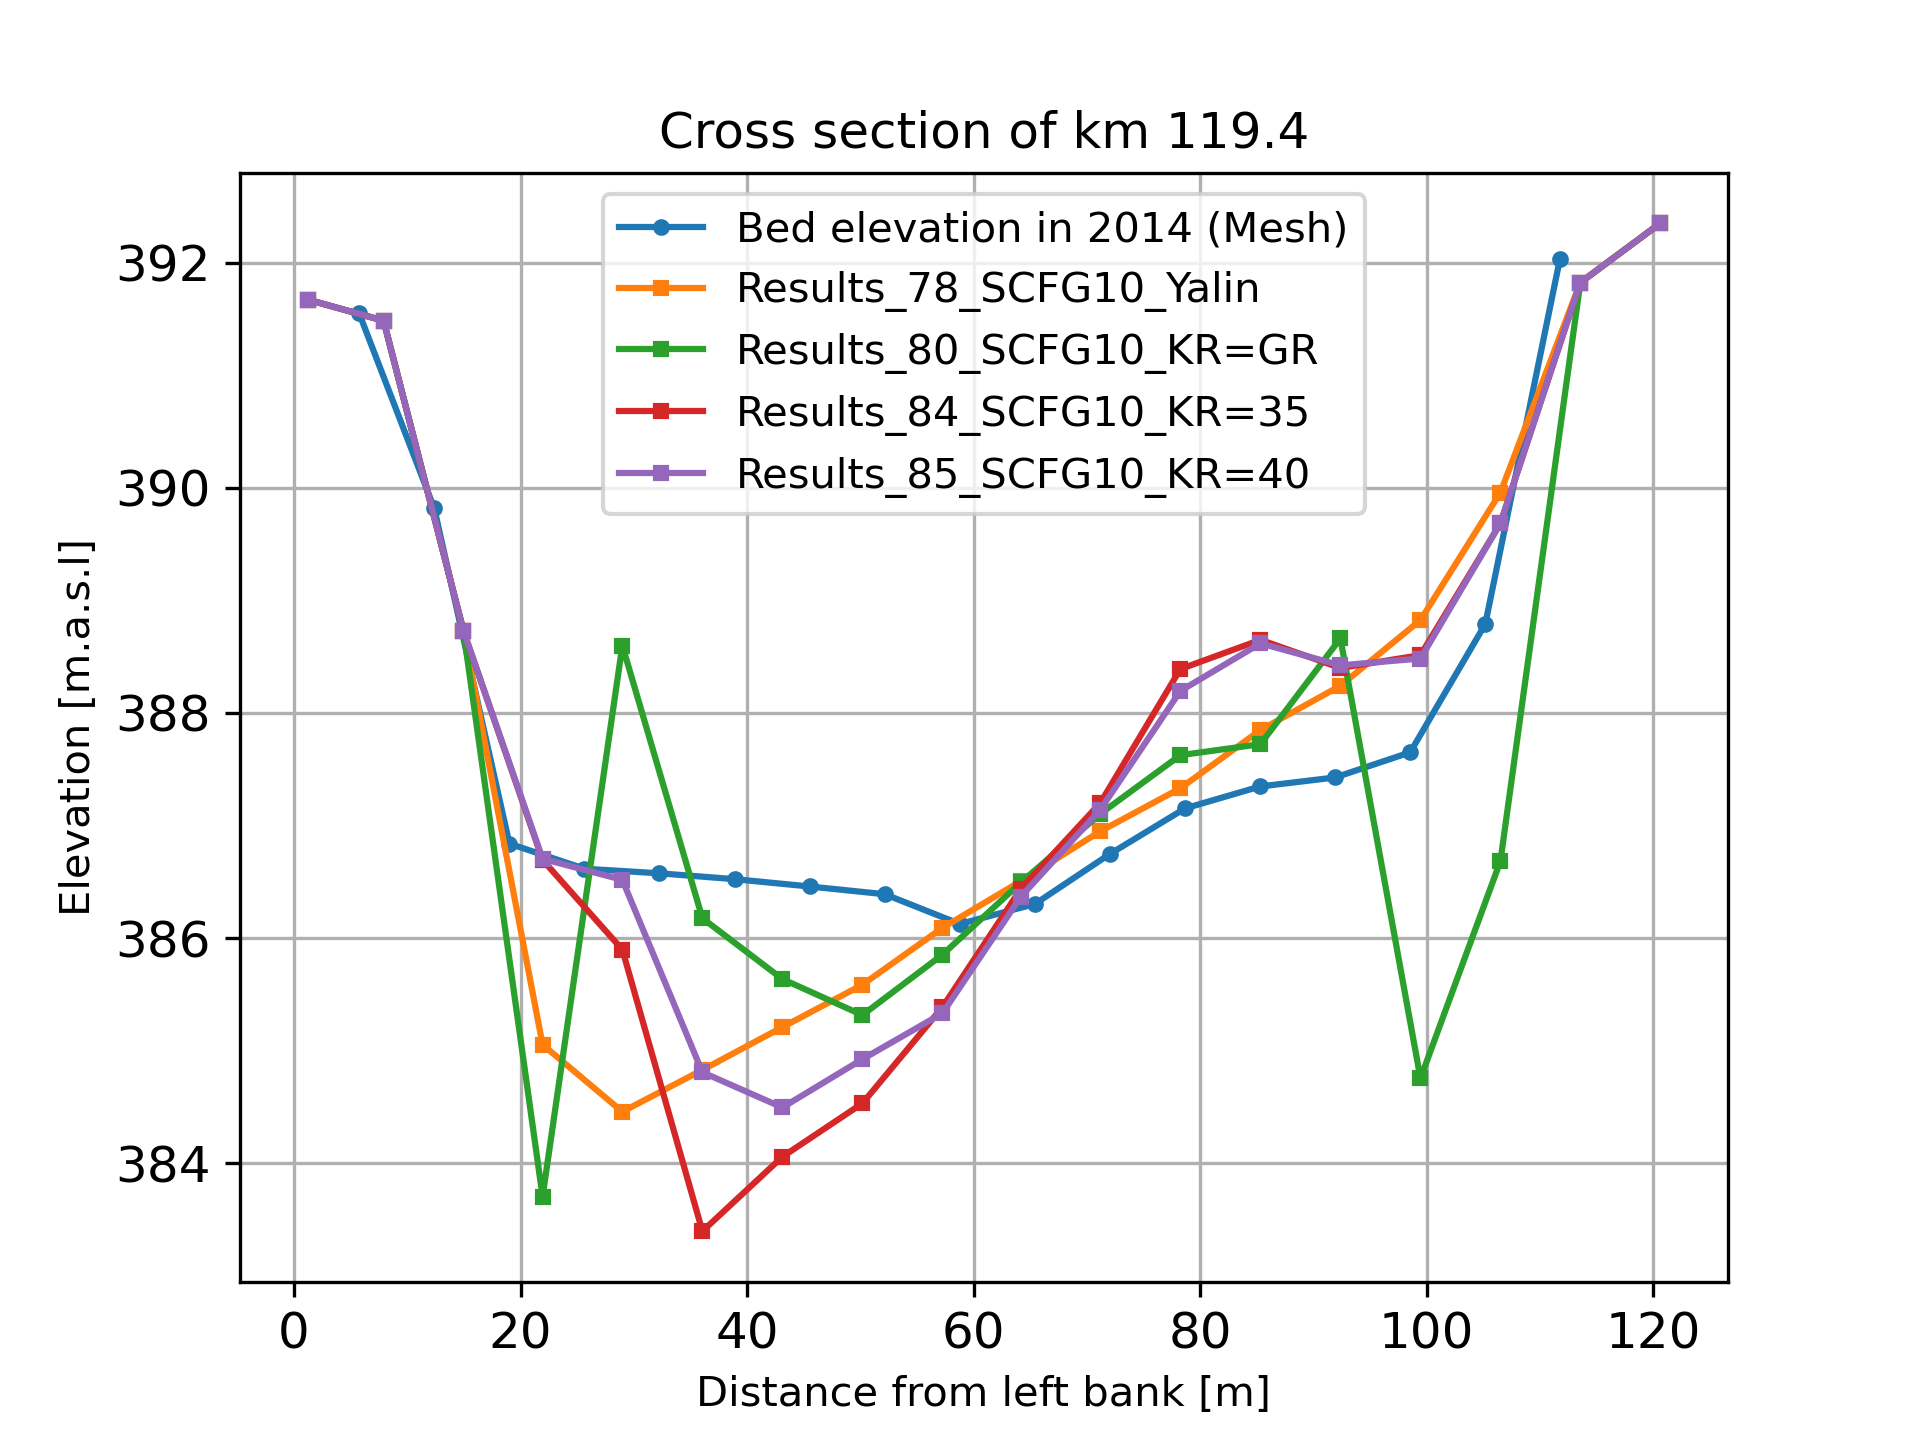 Cross section of km 119.4
Bed elevation in 2014 (Mesh)
Results_78_SCFG10_Yalin
Results_80_SCFG10_KR=GR
Results_84_SCFG10_KR=35
Results_85_SCFG10_KR=40
392
390
388
386
384
Elevation [m.a.s.l]
0 20 40 60 80 100 120
Distance from left bank [m]